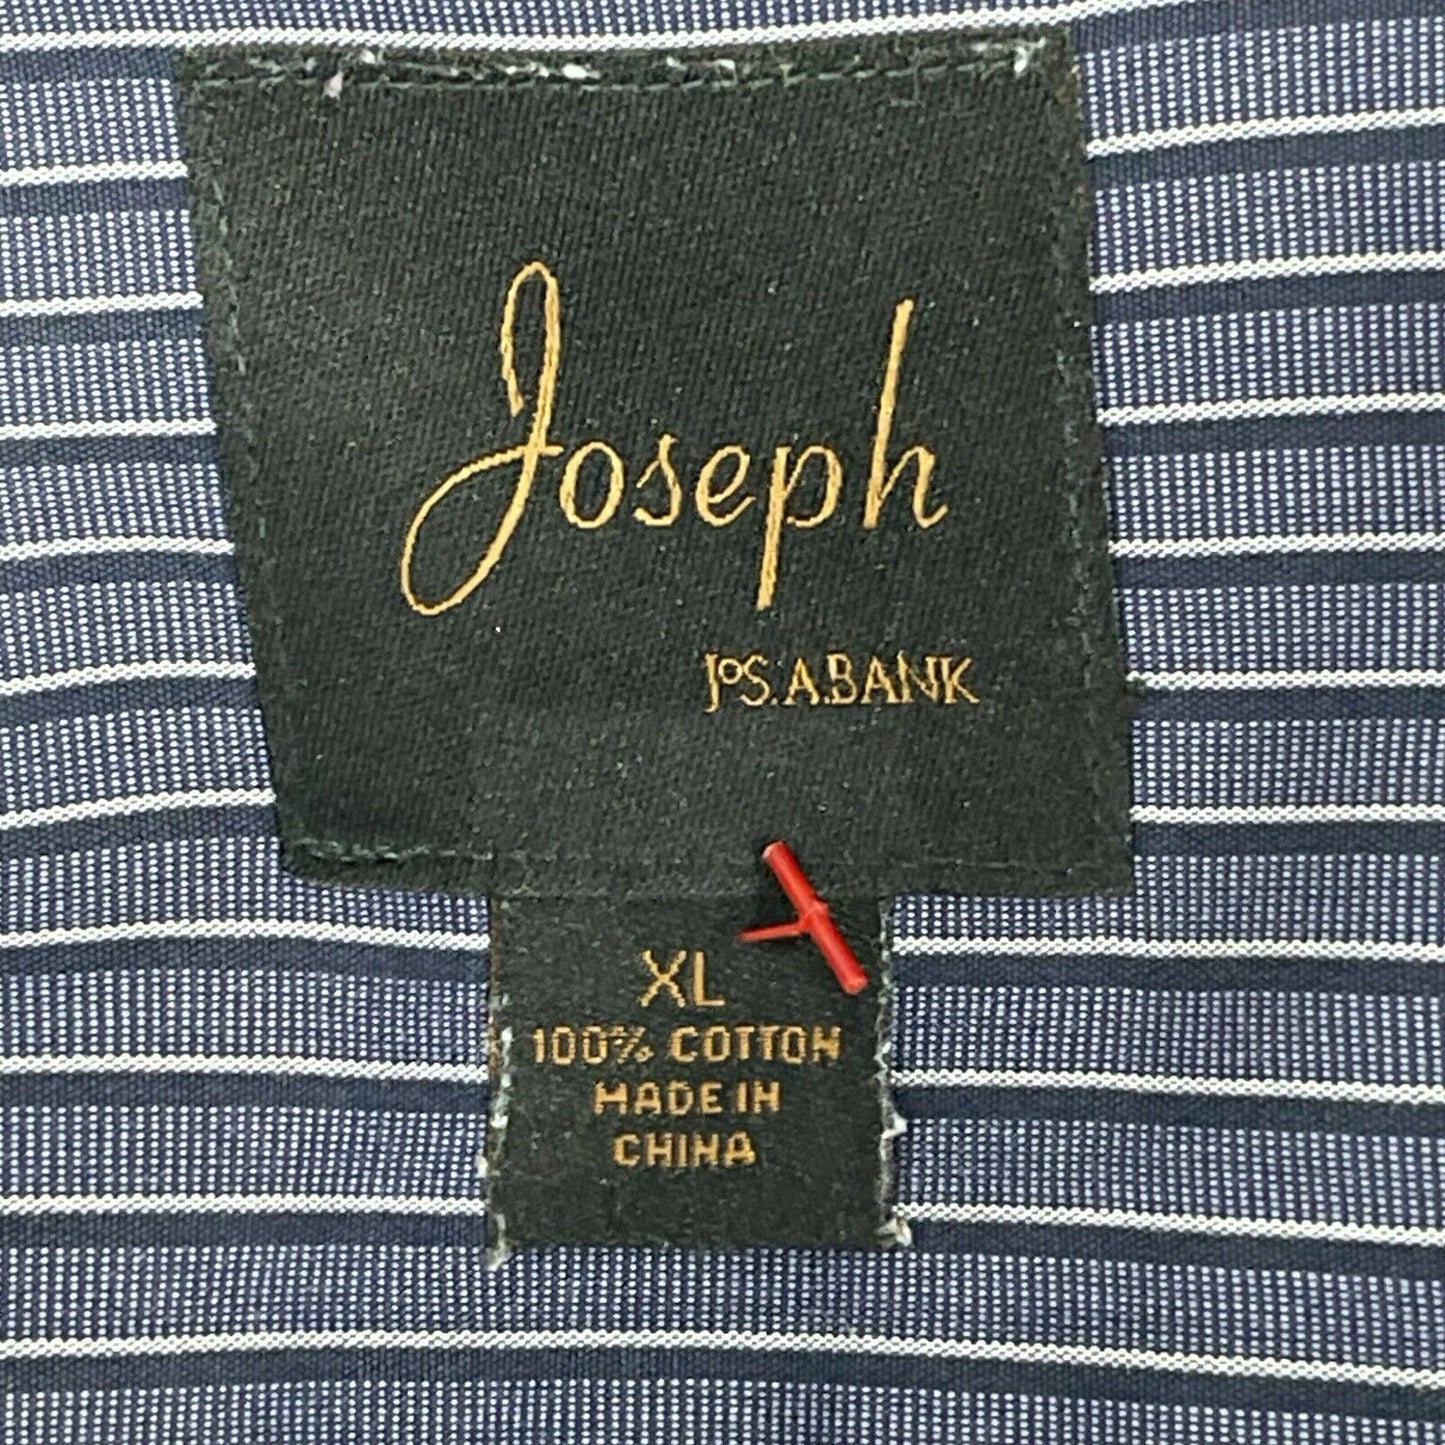 Joseph
JOS. A. BANK
XL
100% COTTON
MADE IN
CHINA